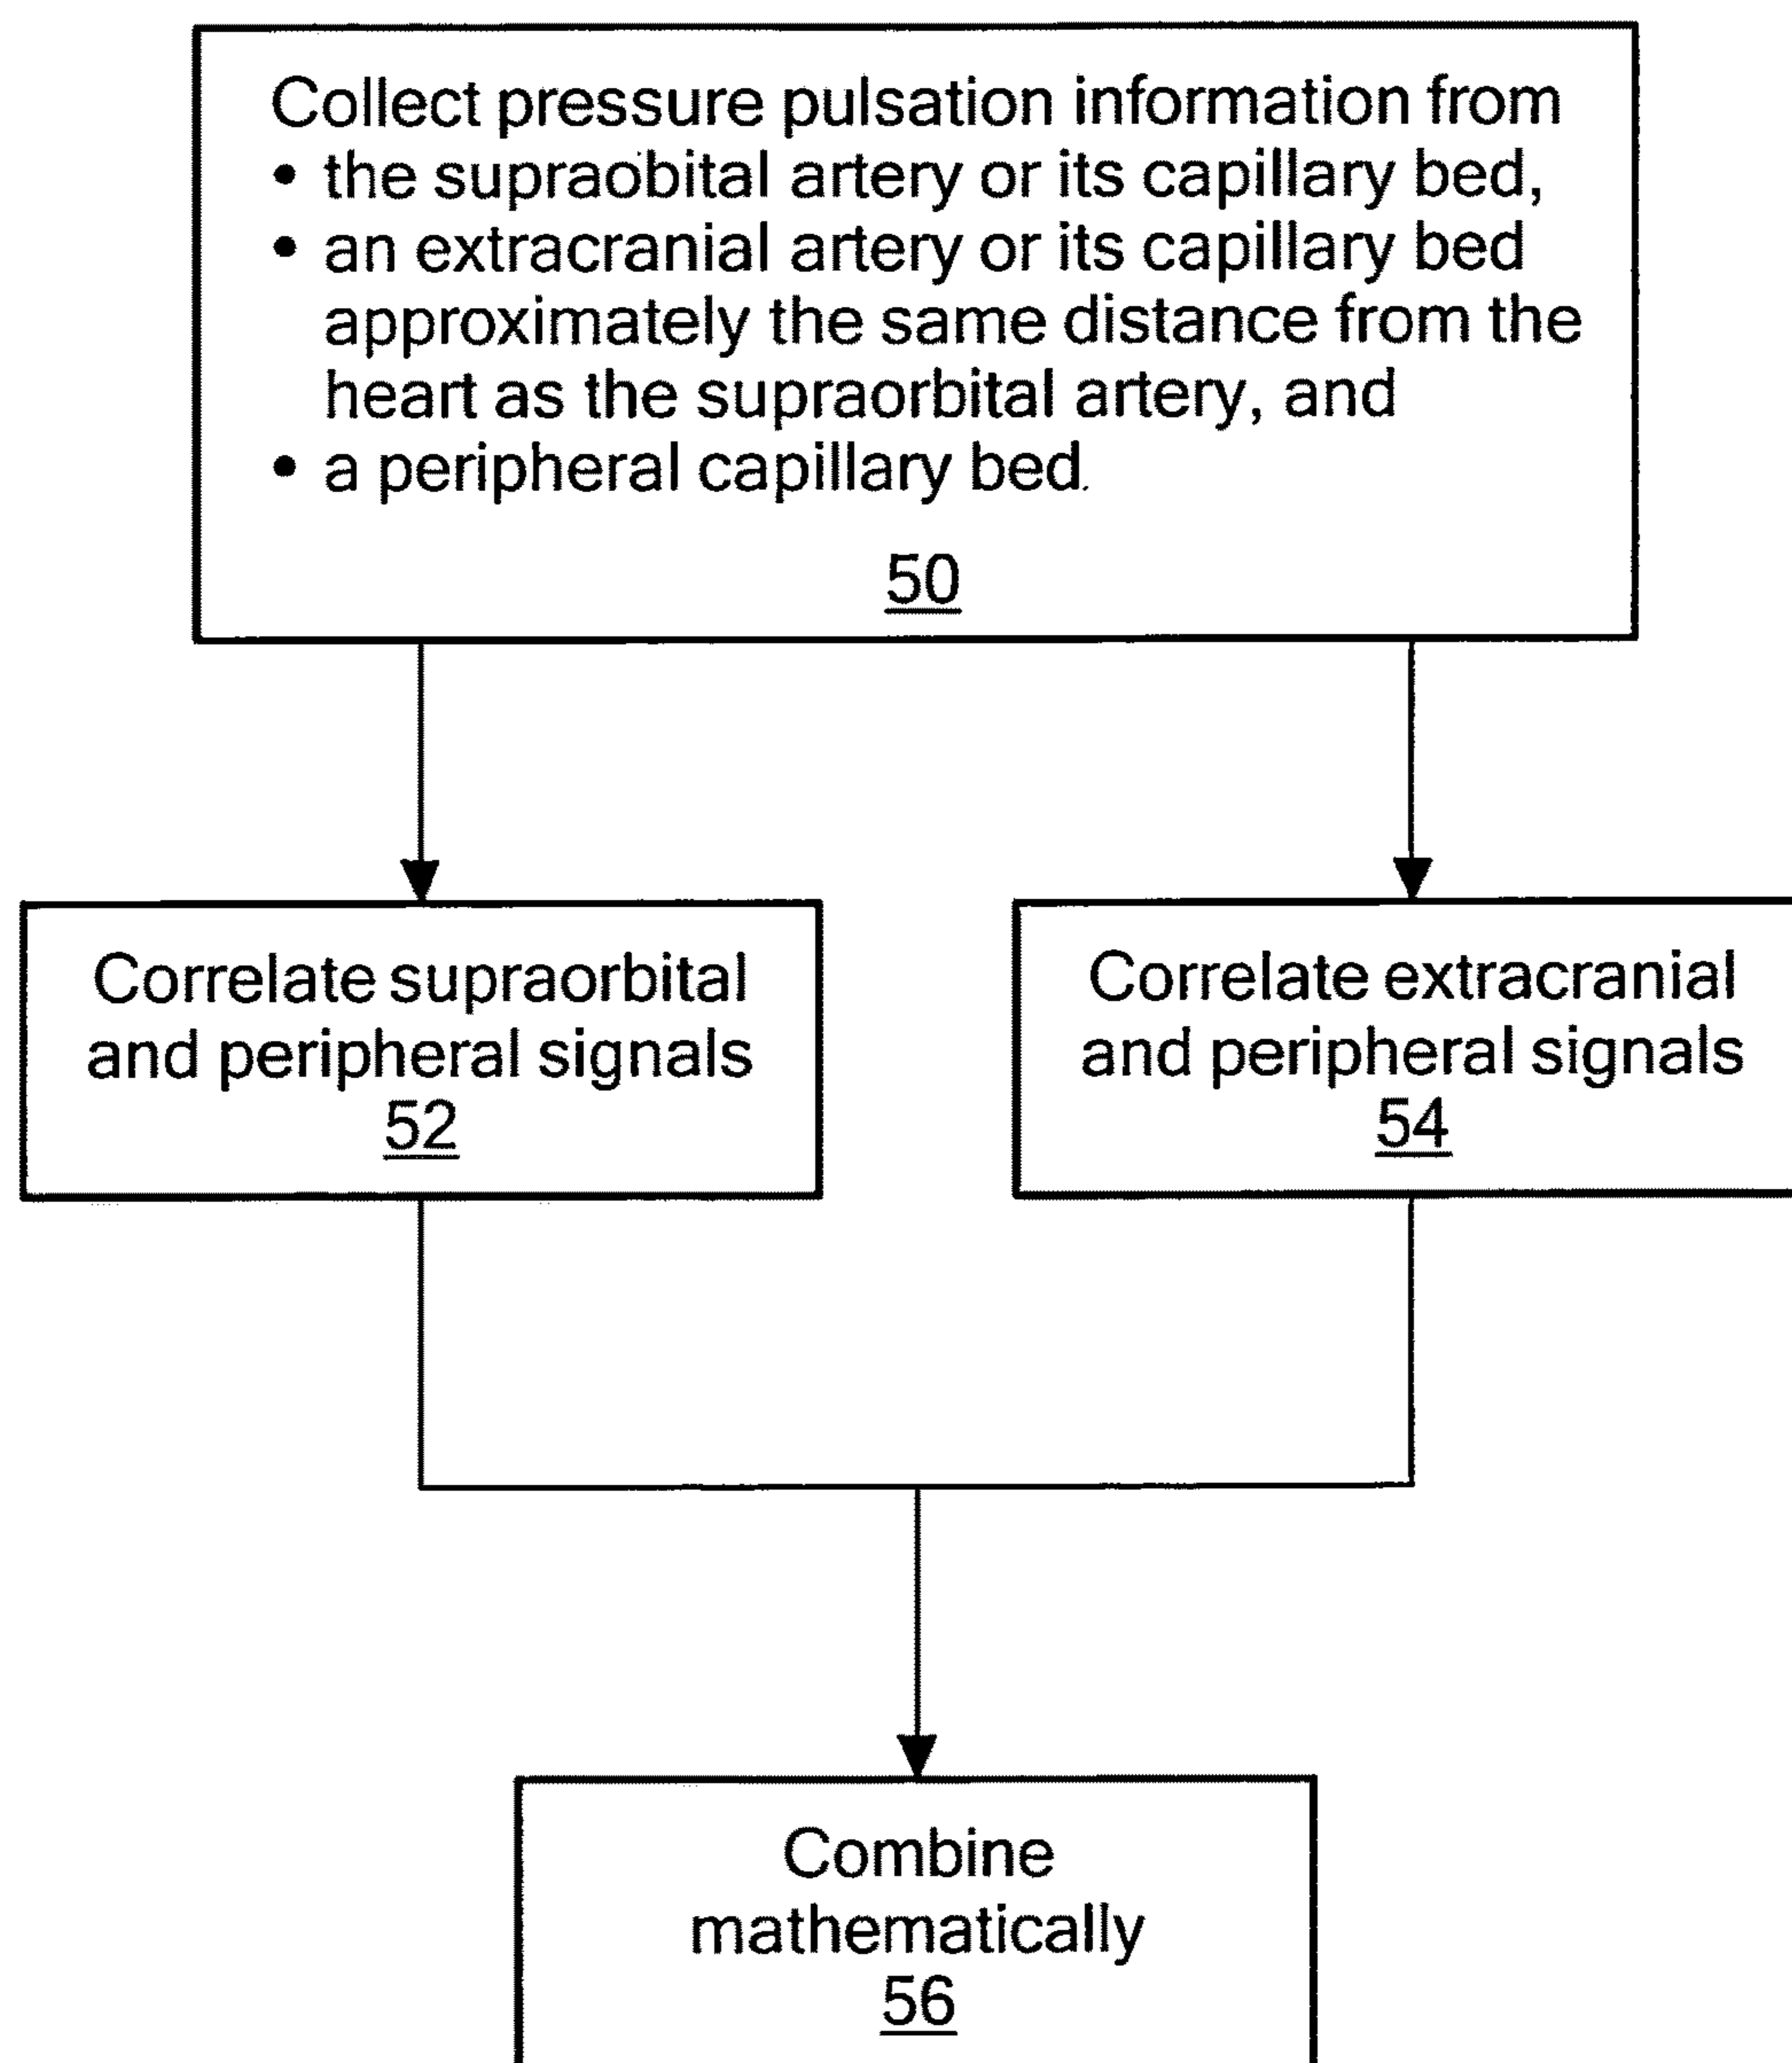 Collect pressure pulsation information from
• the supraobital artery or its capillary bed,
• an extracranial artery or its capillary bed
approximately the same distance from the
heart as the supraorbital artery, and
• a peripheral capillary bed.
50
Correlate supraorbital
and peripheral signals
52
Correlate extracranial
and peripheral signals
54
Combine
mathematically
56